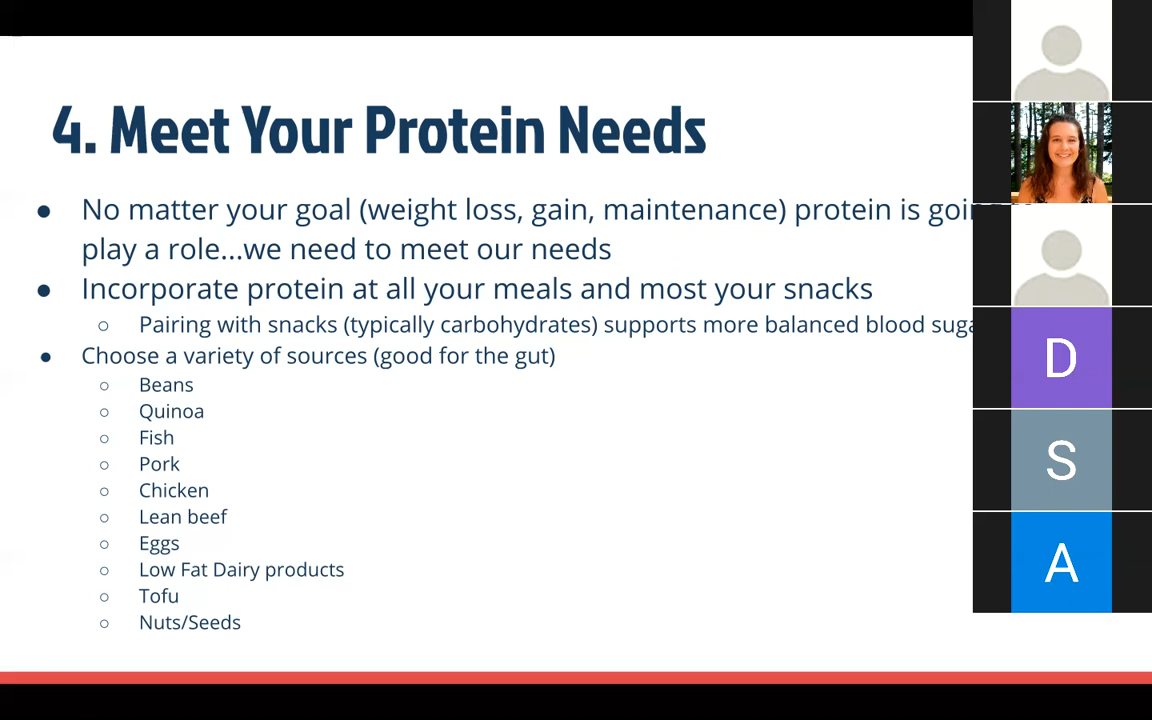 4. Meet Your Protein Needs
● No matter your goal (weight loss, gain, maintenance) protein is
play a role...we need to meet our needs
● Incorporate protein at all your meals and most your snacks
○ Pairing with snacks (typically carbohydrates) supports more balanced blood
● Choose a variety of sources (good for the gut)
○ Beans
○ Quinoa
○ Fish
○ Pork
○ Chicken
○ Lean beef
○ Eggs
○ Low Fat Dairy products
○ Tofu
○ Nuts/Seeds
D
S
A